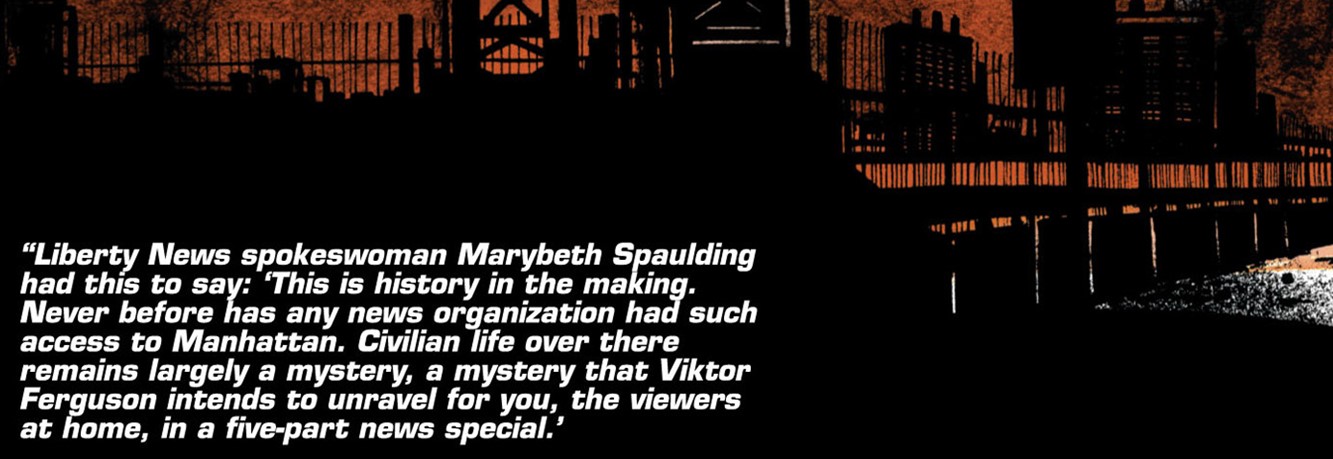 “Liberty News spokeswoman Marybeth Spaulding
had this to say: ‘This is history in the making.
Never before has any news organization had such
access to Manhattan. Civilian life over there
remains largely a mystery, a mystery that Viktor
Ferguson intends to unravel for you, the viewers
at home, in a five-part news special.’